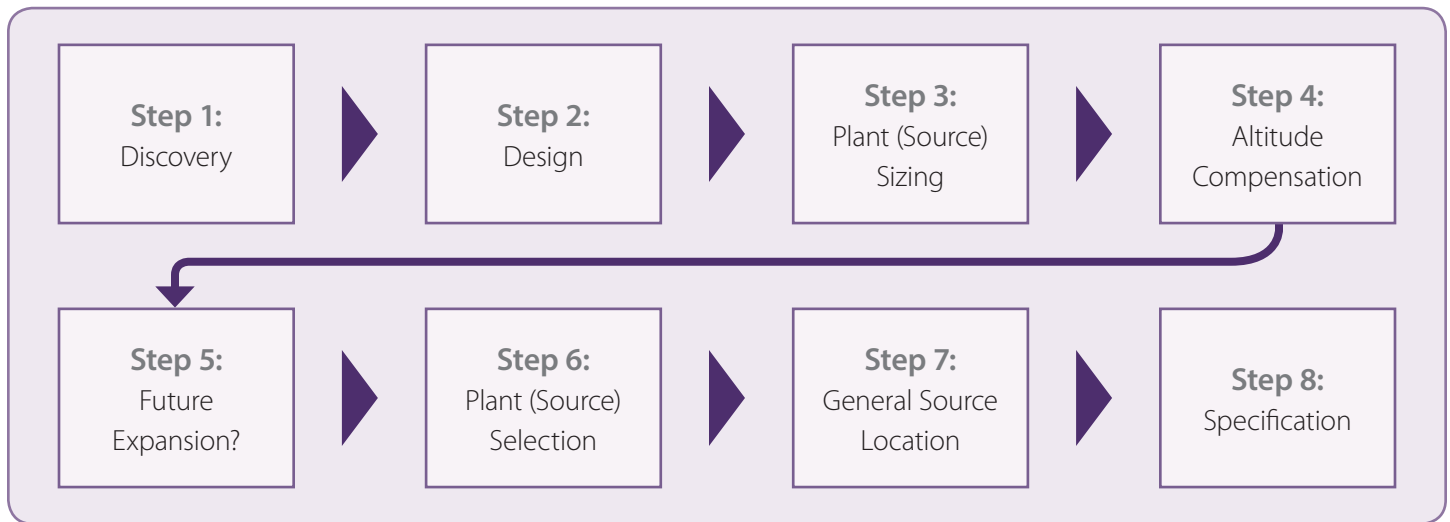 Step 1:
Discovery
Step 2:
Design
Step 3:
Plant (Source)
Sizing
Step 4:
Altitude
Compensation
Step 5:
Future
Expansion?
Step 6:
Plant (Source)
Selection
Step 7:
General Source
Location
Step 8:
Specification